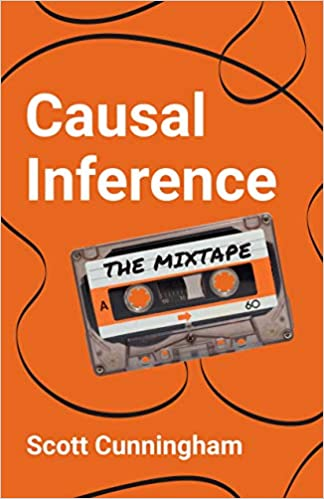 Causal
Inference
THE MIXTAPE
A
60
Scott Cunningham